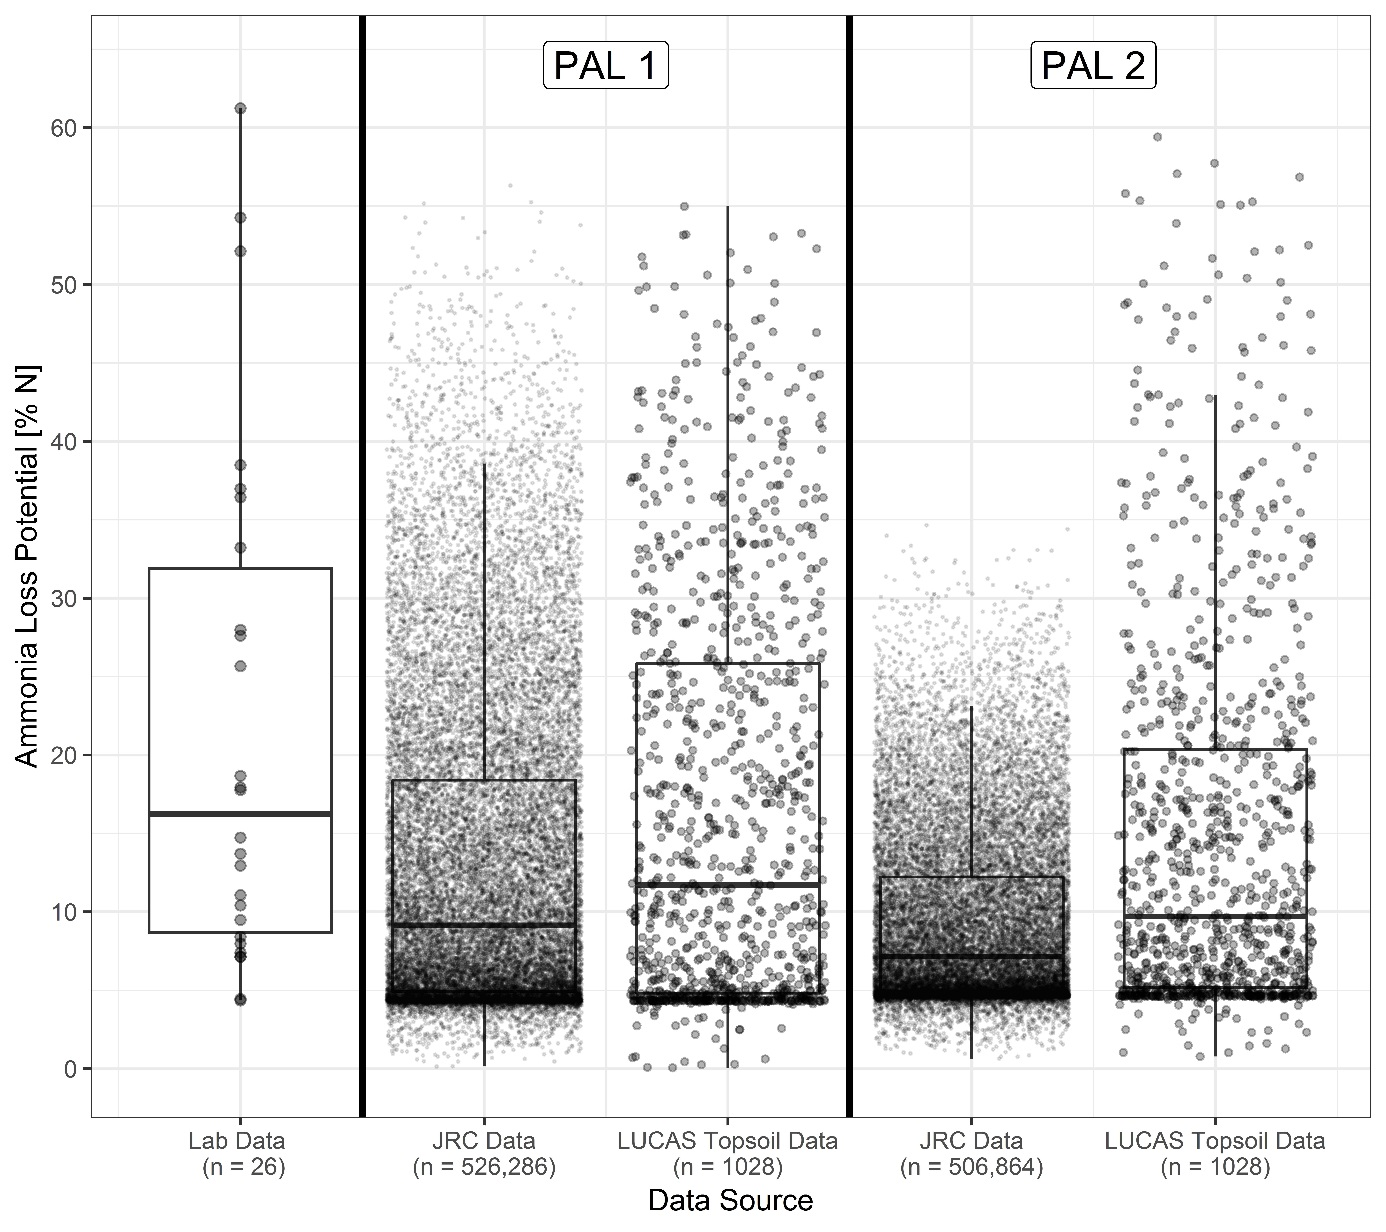 PAL 1
PAL 2
Ammonia Loss Potential [% N]
60
50
40
30
20
10
0
Lab Data
(n = 26)
JRC Data
(n = 526,286)
LUCAS Topsoil Data
(n = 1028)
JRC Data
(n = 506,864)
LUCAS Topsoil Data
(n = 1028)
Data Source